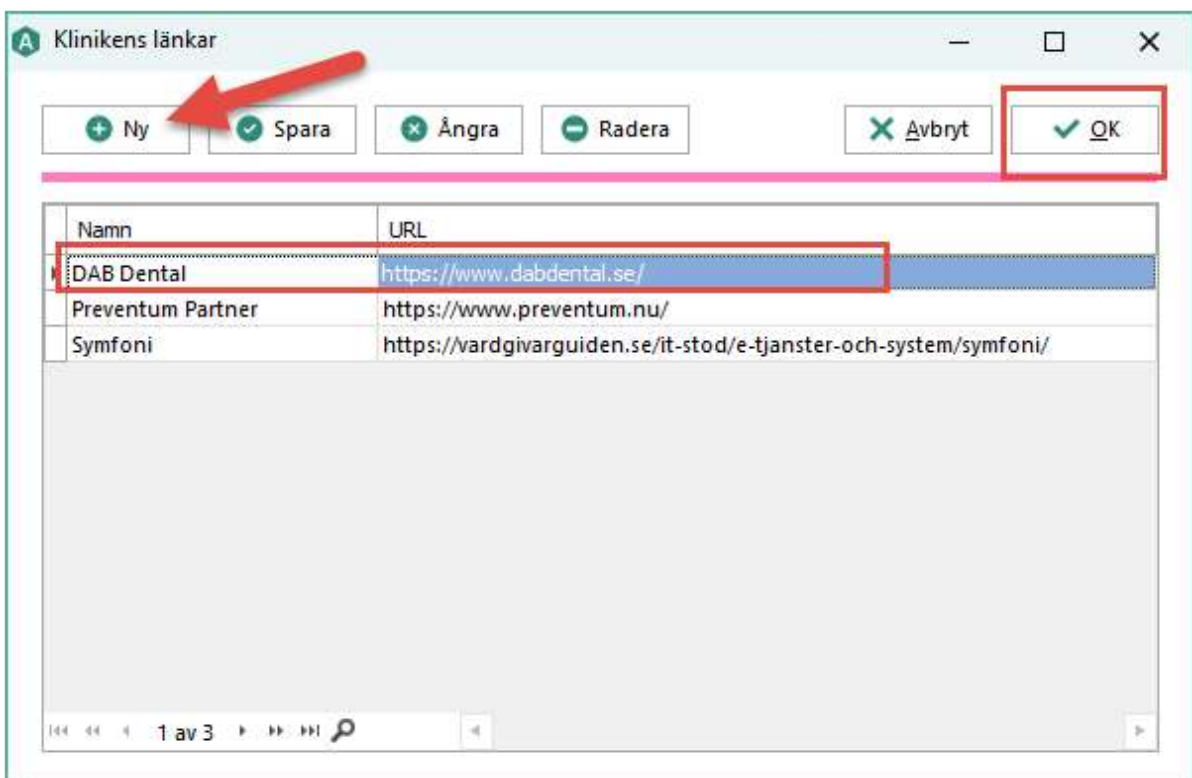 A Klinikens länkar
Ny Spara Ångra Radera Avbryt OK
Namn URL
DAB Dental https://www.dabdental.se/
Preventum Partner https://www.preventum.nu/
Symfoni https://vardgivarguiden.se/it-stod/e-tjanster-och-system/symfoni/
1 av 3